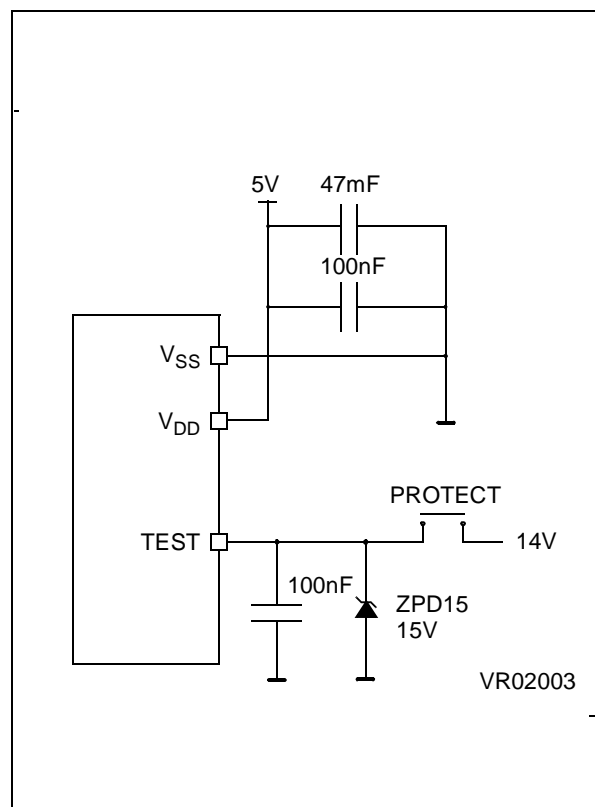 5V 47mF
100nF
VSS
VDD
PROTECT
TEST 14V
100nF ZPD15
15V
VR02003